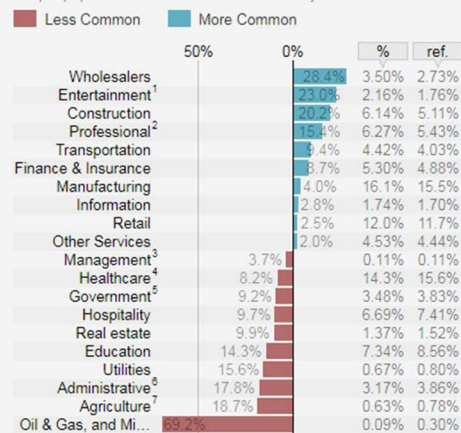 Less Common More Common
50% 0% % ref.
Wholesalers 28.4% 3.50% 2.73%
Entertainment1 23.0% 2.16% 1.76%
Construction 20.2% 6.14% 5.11%
Professional2 15.4% 6.27% 5.43%
Transportation 9.4% 4.42% 4.03%
Finance & Insurance 8.7% 5.30% 4.88%
Manufacturing 4.0% 16.1% 15.5%
Information 2.8% 1.74% 1.70%
Retail 2.5% 12.0% 11.7%
Other Services 2.0% 4.53% 4.44%
Management3 3.7% 0.11% 0.11%
Healthcare4 8.2% 14.3% 15.6%
Government5 9.2% 3.48% 3.83%
Hospitality 9.7% 6.69% 7.41%
Real estate 9.9% 1.37% 1.52%
Education 14.3% 7.34% 8.56%
Utilities 15.6% 0.67% 0.80%
Administrative6 17.8% 3.17% 3.86%
Agriculture7 18.7% 0.63% 0.78%
Oil & Gas, and Mi... 69.2% 0.09% 0.30%